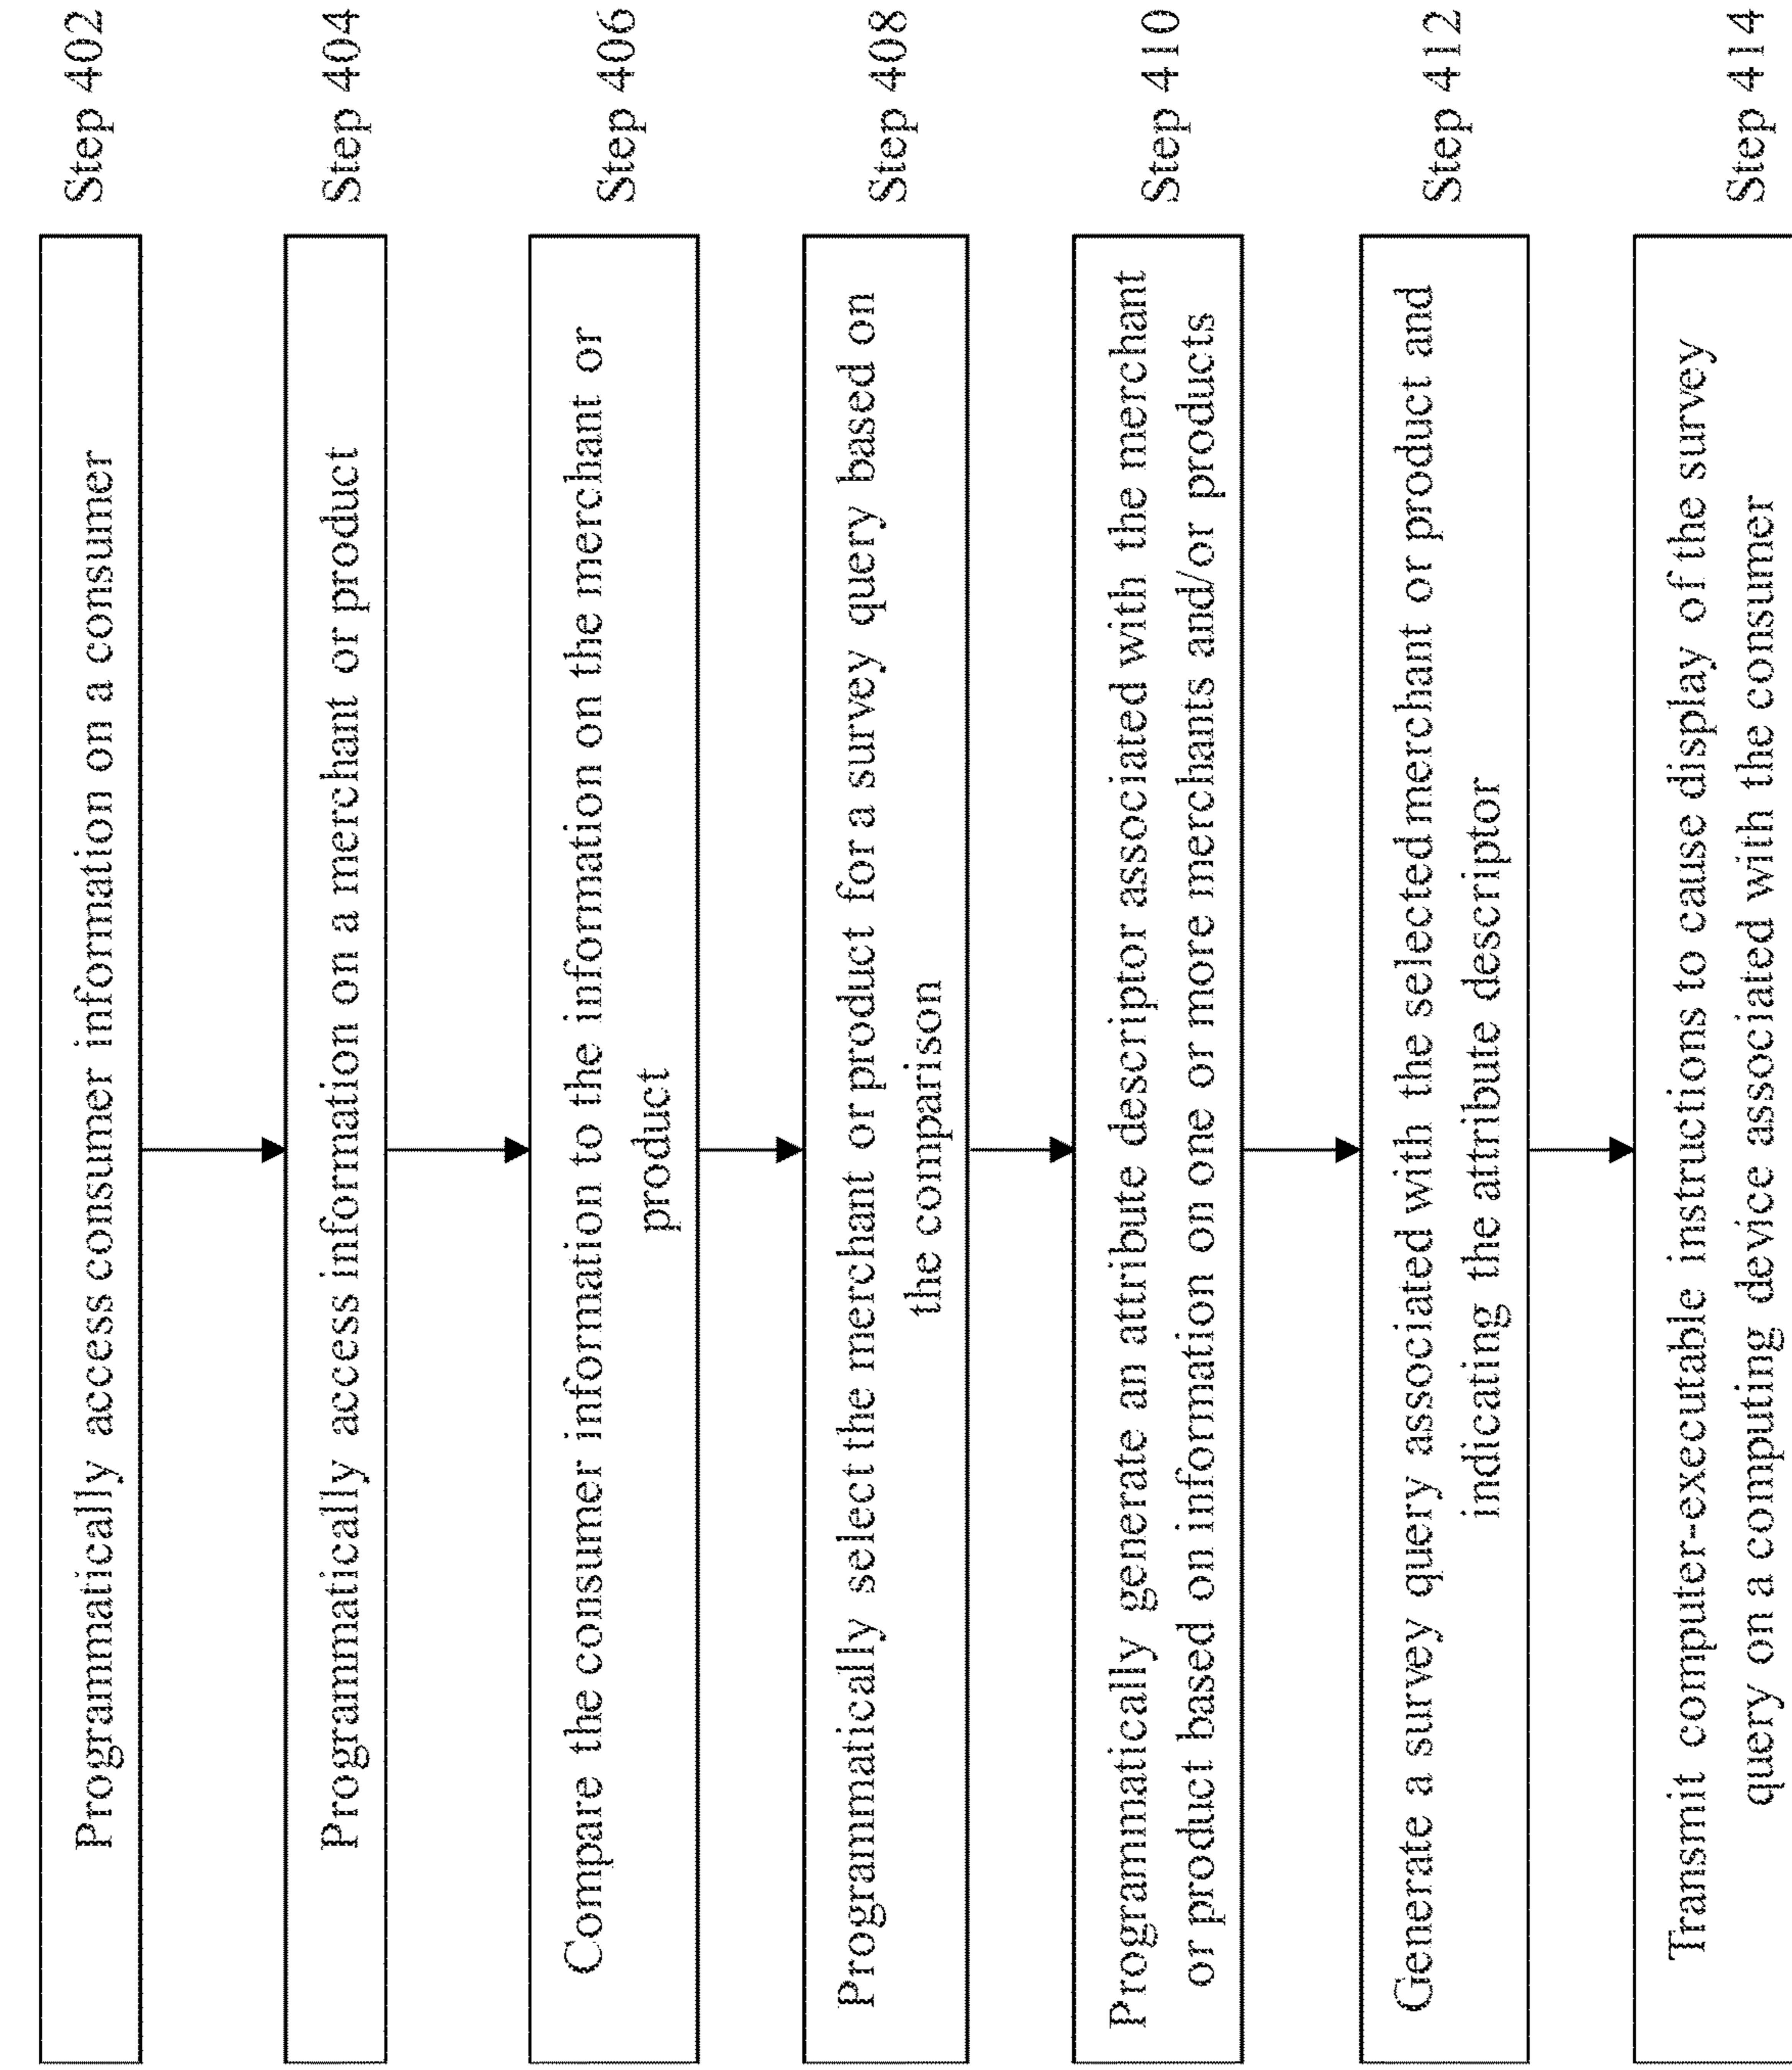 Programmatically access consumer information on a consumer
Step 402
Programmatically access information on a merchant or product
Step 404
Compare the consumer information to the information on the merchant or
product
Step 406
Programmatically select the merchant or product for a survey query based on
the comparison
Step 408
Programmatically generate an attribute descriptor associated with the merchant
or product based on information on one or more merchants and/or products
Step 410
Generate a survey query associated with the selected merchant or product and
indicating the attribute descriptor
Step 412
Transmit computer-executable instructions to cause display of the survey
query on a computing device associated with the consumer
Step 414